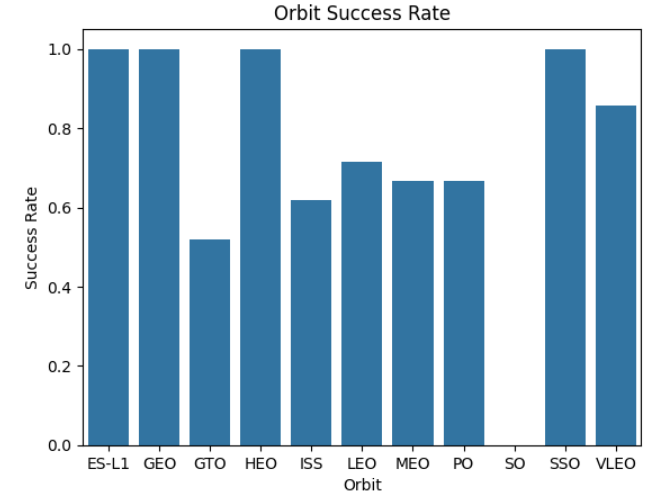 Orbit Success Rate
Success Rate
1.0
0.8
0.6
0.4
0.2
0.0
ES-L1 GEO GTO HEO ISS LEO MEO PO SO SSO VLEO
Orbit